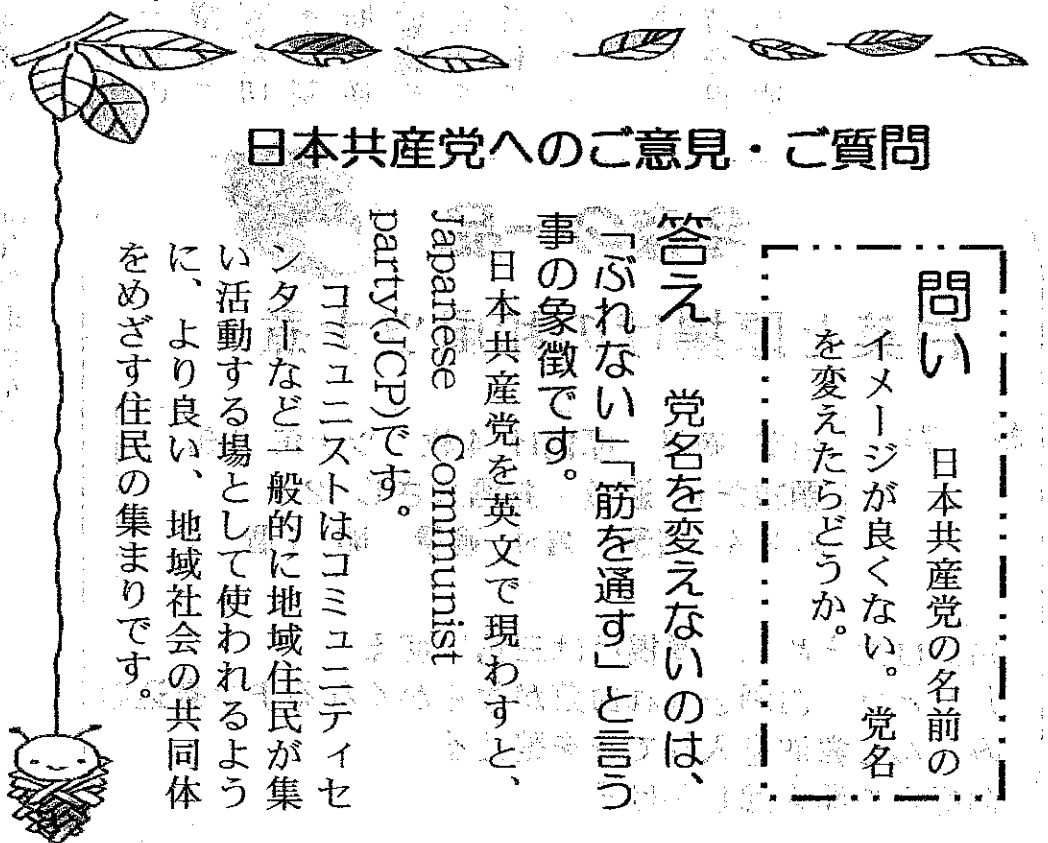 日本共産党へのご意見・ご質問
問い　日本共産党の名前の
イメージが良くない。党名
を変えたらどうか。
答え　党名を変えないのは、
「ぶれない」「筋を通す」と言う
事の象徴です。
日本共産党を英文で現わすと、
Japanese Communist
party(JCP)です。
コミュニストはコミュニティセ
ンターなど一般的に地域住民が集
い活動する場として使われるよう
に、より良い、地域社会の共同体
をめざす住民の集まりです。